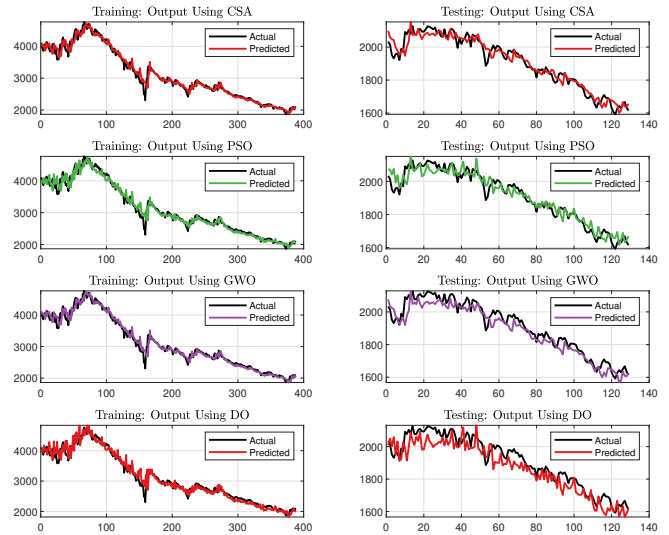 Training: Output Using CSA
Actual
Predicted
4000
3000
2000
0 100 200 300 400
Testing: Output Using CSA
Actual
Predicted
2000
1800
1600
0 20 40 60 80 100 120 140
Training: Output Using PSO
Actual
Predicted
4000
3000
2000
0 100 200 300 400
Testing: Output Using PSO
Actual
Predicted
2000
1800
1600
0 20 40 60 80 100 120 140
Training: Output Using GWO
Actual
Predicted
4000
3000
2000
0 100 200 300 400
Testing: Output Using GWO
Actual
Predicted
2000
1800
1600
0 20 40 60 80 100 120 140
Training: Output Using DO
Actual
Predicted
4000
3000
2000
0 100 200 300 400
Testing: Output Using DO
Actual
Predicted
2000
1800
1600
0 20 40 60 80 100 120 140